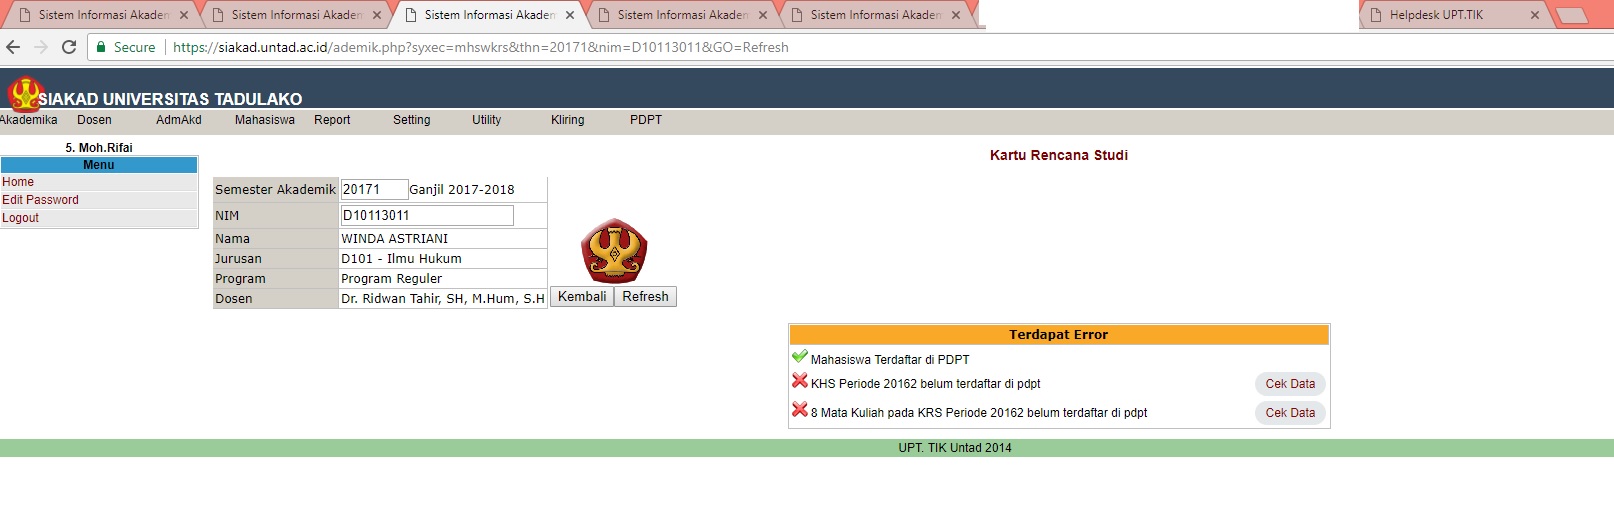 Sistem Informasi Akaden
Sistem Informasi Akaden
Sistem Informasi Akaden
Sistem Informasi Akaden
Sistem Informasi Akaden
Helpdesk UPT.TIK
Secure https://siakad.untad.ac.id/ademik.php?syxec=mhswkrs&thn=20171&nim=D10113011&GO=Refresh
SIAKAD UNIVERSITAS TADULAKO
Akademika Dosen AdmAkd Mahasiswa Report Setting Utility Kliring PDPT
5. Moh.Rifai
Menu
Home
Edit Password
Logout
Kartu Rencana Studi
Semester Akademik 20171 Ganjil 2017-2018
NIM D10113011
Nama WINDA ASTRIANI
Jurusan D101 - Ilmu Hukum
Program Program Reguler
Dosen Dr. Ridwan Tahir, SH, M.Hum, S.H
Kembali Refresh
Terdapat Error
Mahasiswa Terdaftar di PDPT
KHS Periode 20162 belum terdaftar di pdpt Cek Data
8 Mata Kuliah pada KRS Periode 20162 belum terdaftar di pdpt Cek Data
UPT. TIK Untad 2014